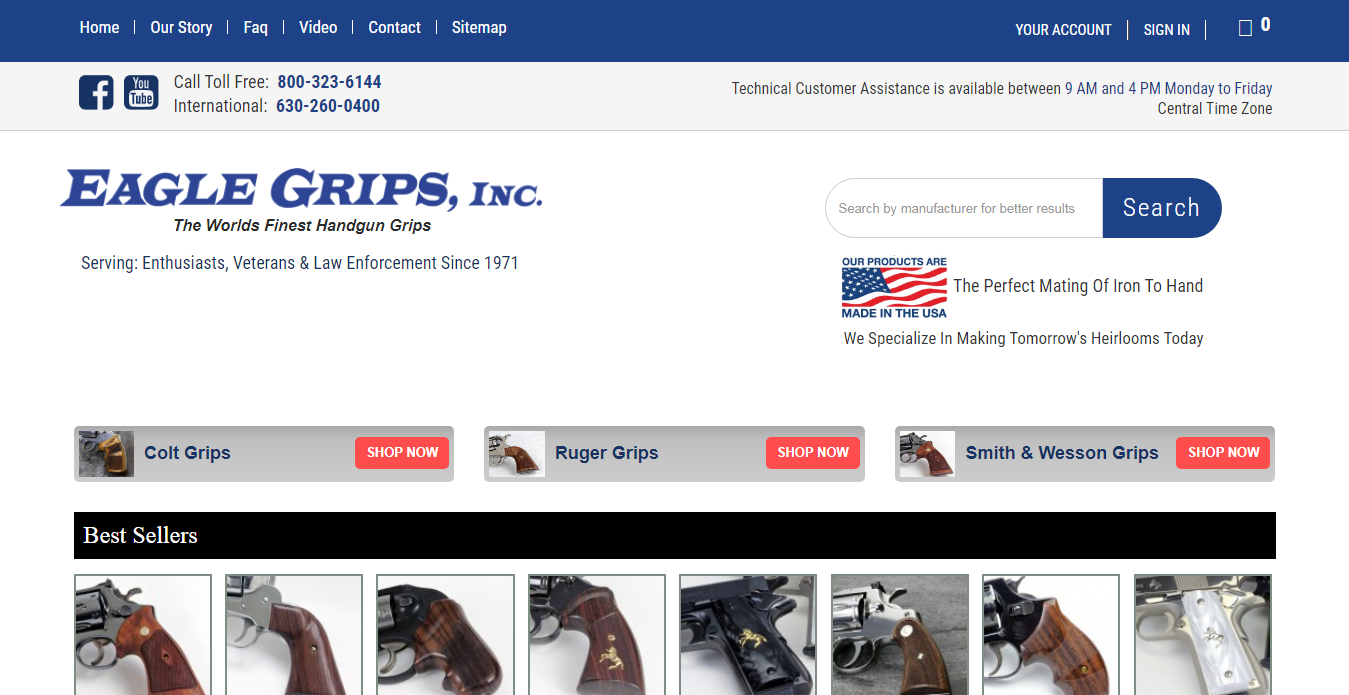 Home
Our Story
Faq
Video
Contact
Sitemap
YOUR ACCOUNT
SIGN IN
0
You
Tube
Call Toll Free: 800-323-6144
International: 630-260-0400
Technical Customer Assistance is available between 9 AM and 4 PM Monday to Friday
Central Time Zone
EAGLE GRIPS, INC.
The Worlds Finest Handgun Grips
Serving: Enthusiasts, Veterans & Law Enforcement Since 1971
Search by manufacturer for better results
Search
OUR PRODUCTS ARE
MADE IN THE USA
The Perfect Mating Of Iron To Hand
We Specialize In Making Tomorrow's Heirlooms Today
Colt Grips
SHOP NOW
Ruger Grips
SHOP NOW
Smith & Wesson Grips
SHOP NOW
Best Sellers